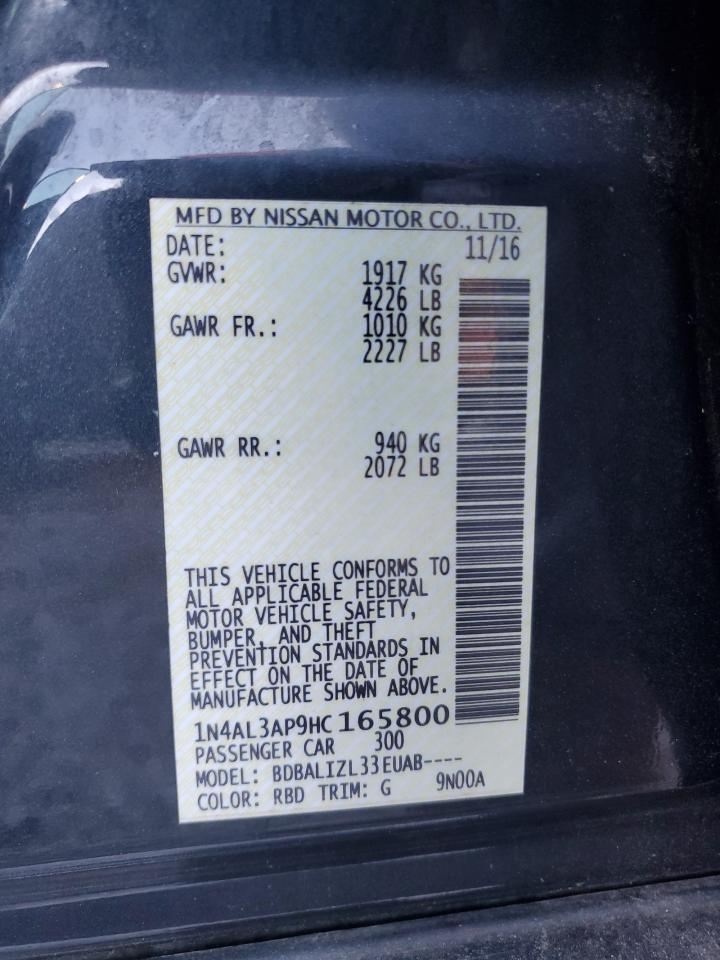 MFD BY NISSAN MOTOR CO., LTD.
DATE: 11/16
GVWR: 1917 KG
4226 LB
GAWR FR.: 1010 KG
2227 LB
GAWR RR.: 940 KG
2072 LB
THIS VEHICLE CONFORMS TO
ALL APPLICABLE FEDERAL
MOTOR VEHICLE SAFETY,
BUMPER, AND THEFT
PREVENTION STANDARDS IN
EFFECT ON THE DATE OF
MANUFACTURE SHOWN ABOVE.
1N4AL3AP9HC165800
PASSENGER CAR 300
MODEL: BDBALIZL33EUAB----
COLOR: RBD TRIM: G 9N00A